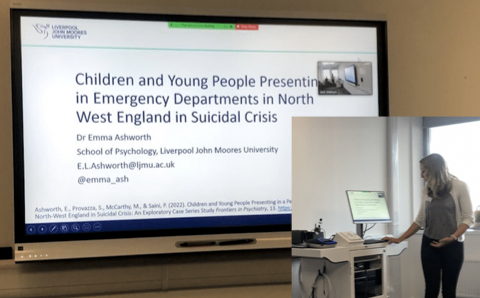 LIVERPOOL
JOHN MOORES
UNIVERSITY
Children and Young People Presentin
in Emergency Departments in North
West England in Suicidal Crisis
Dr Emma Ashworth
School of Psychology, Liverpool John Moores University
E.L.Ashworth@ljmu.ac.uk
@emma_ash
Ashworth, E., Provazza, S., McCarthy, M., & Saini, P. (2022). Children and Young People Presenting in a Pe
North-West England in Suicidal Crisis: An Exploratory Case Series Study Frontiers in Psychiatry, 13. https: